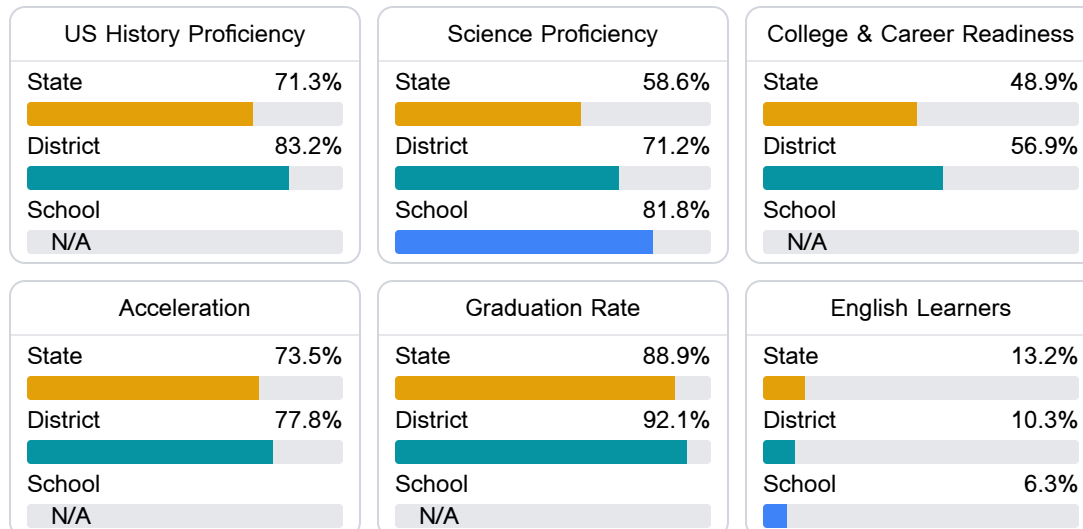 US History Proficiency
State 71.3%
District 83.2%
School
N/A
Science Proficiency
State 58.6%
District 71.2%
School 81.8%
College & Career Readiness
State 48.9%
District 56.9%
School
N/A
Acceleration
State 73.5%
District 77.8%
School
N/A
Graduation Rate
State 88.9%
District 92.1%
School
N/A
English Learners
State 13.2%
District 10.3%
School 6.3%